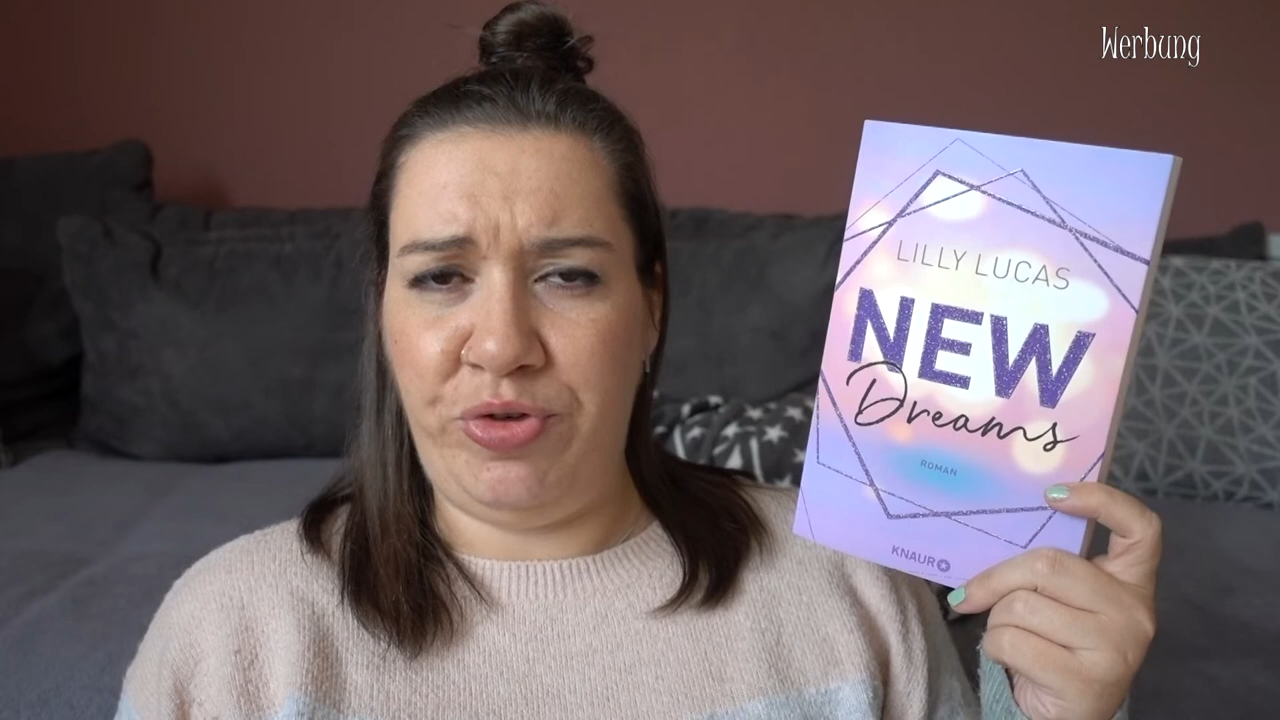 Werbung
LILLY LUCAS
NEW
Dreams
ROMAN
KNAUR